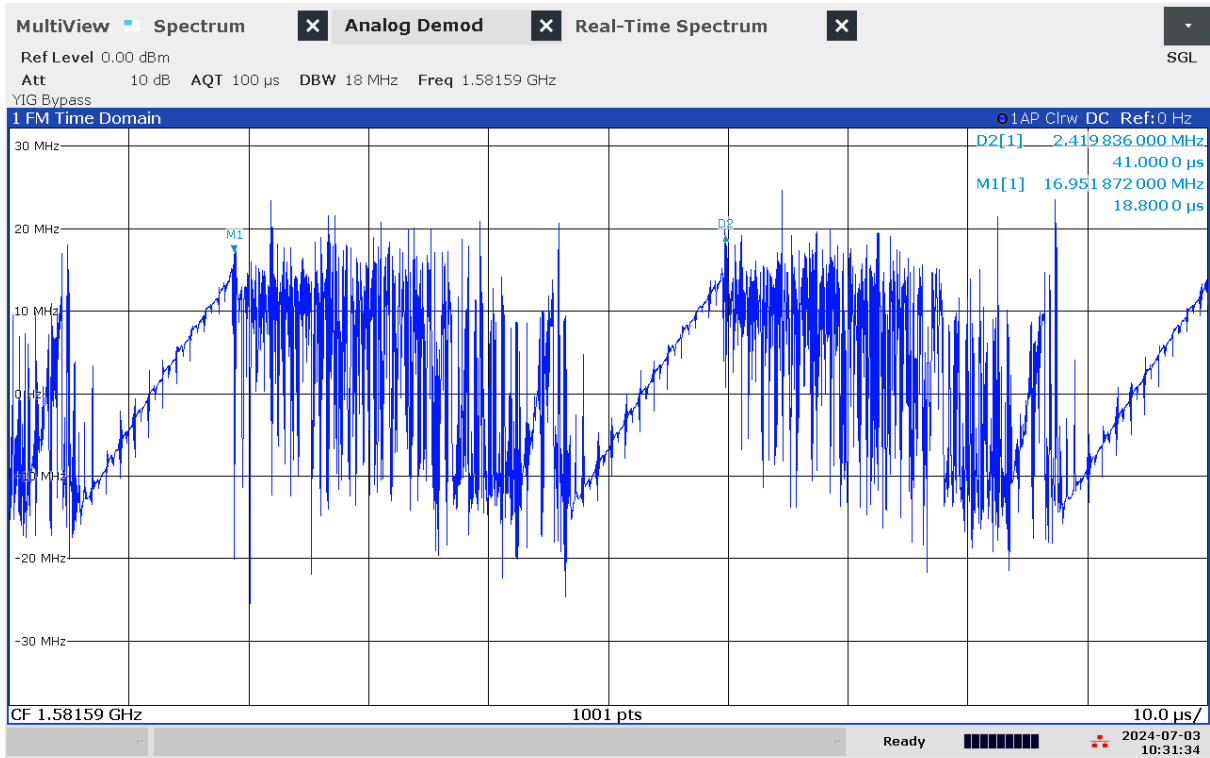 MultiView Spectrum X Analog Demod X Real-Time Spectrum X
Ref Level 0.00 dBm SGL
Att 10 dB AQT 100 µs DBW 18 MHz Freq 1.58159 GHz
YIG Bypass
1 FM Time Domain 1AP Clrw DC Ref:0 Hz
30 MHz D2[1] 2.419 836 000 MHz
41.000 0 µs
M1[1] 16.951 872 000 MHz
18.800 0 µs
20 MHz M1 D2
10 MHz
0 Hz
-10 MHz
-20 MHz
-30 MHz
CF 1.58159 GHz 1001 pts 10.0 µs/
Ready 2024-07-03
10:31:34